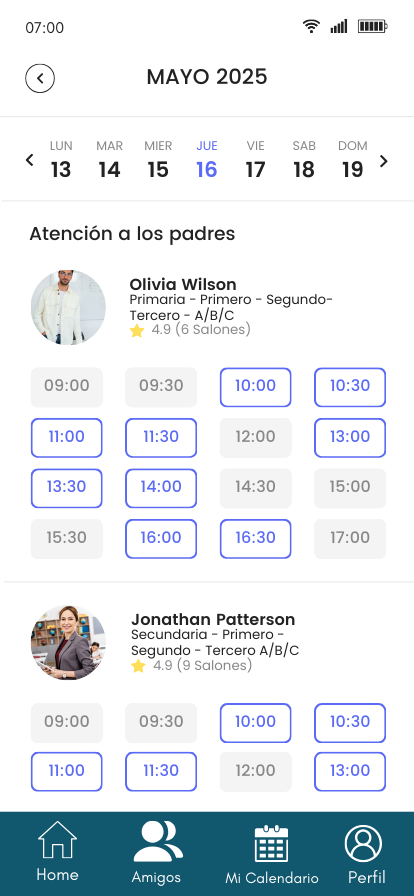 07:00
MAYO 2025
LUN MAR MIER JUE VIE SAB DOM
13 14 15 16 17 18 19
Atención a los padres
Olivia Wilson
Primaria - Primero - Segundo-
Tercero - A/B/C
4.9 (6 Salones)
09:00 09:30 10:00 10:30
11:00 11:30 12:00 13:00
13:30 14:00 14:30 15:00
15:30 16:00 16:30 17:00
Jonathan Patterson
Secundaria - Primero -
Segundo - Tercero A/B/C
4.9 (9 Salones)
09:00 09:30 10:00 10:30
11:00 11:30 12:00 13:00
Home Amigos Mi Calendario Perfil